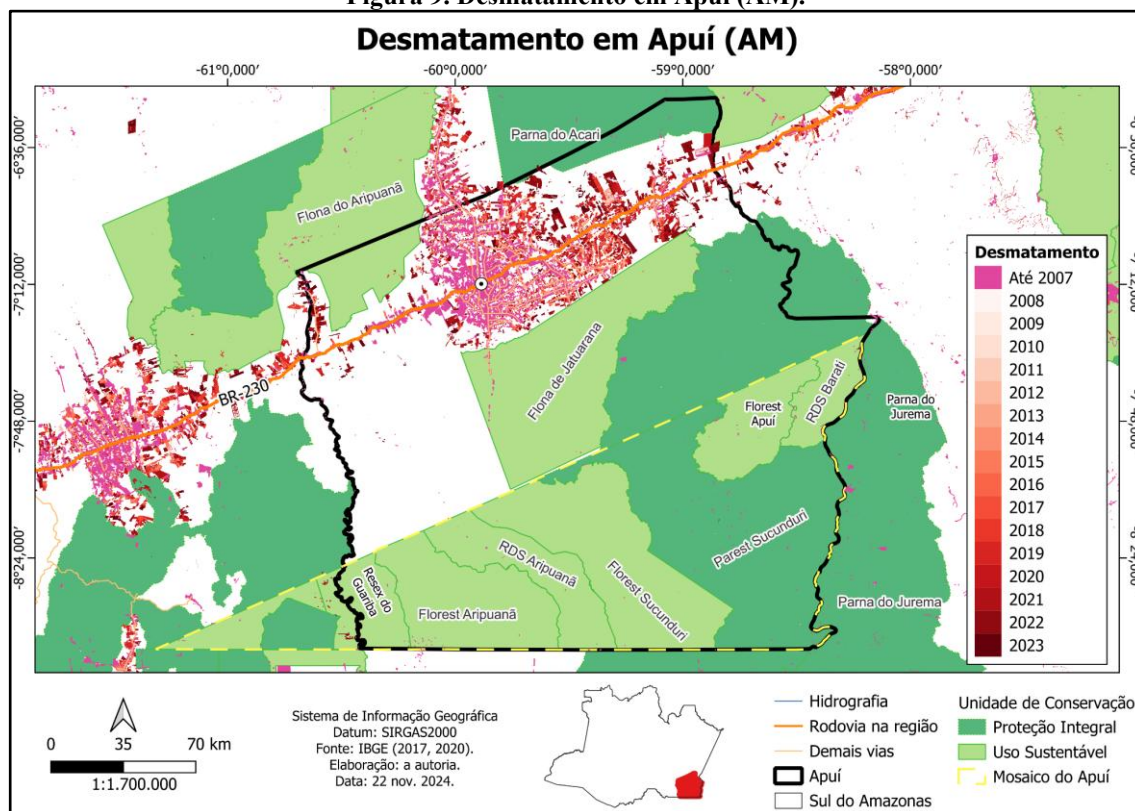 Figura 9. Desmatamento em Apuí (AM).
Desmatamento em Apuí (AM)
-61°0,000'
-60°0,000'
-59°0,000'
-58°0,000'
-6°36,000'
-7°12,000'
-7°48,000'
-8°24,000'
Parna do Acari
Flona do Aripuanã
BR-230
Flona de Jatuarana
Florest
Apuí
RDS Barati
Parna do
Jurema
Parest Sucunduri
RDS Aripuanã
Florest Sucunduri
Resex do
Guariba
Florest Aripuanã
Parna do Jurema
Desmatamento
Até 2007
2008
2009
2010
2011
2012
2013
2014
2015
2016
2017
2018
2019
2020
2021
2022
2023
0 35 70 km
1:1.700.000
Sistema de Informação Geográfica
Datum: SIRGAS2000
Fonte: IBGE (2017, 2020).
Elaboração: a autoria.
Data: 22 nov. 2024.
Hidrografia
Rodovia na região
Demais vias
Apuí
Sul do Amazonas
Unidade de Conservação
Proteção Integral
Uso Sustentável
Mosaico do Apuí